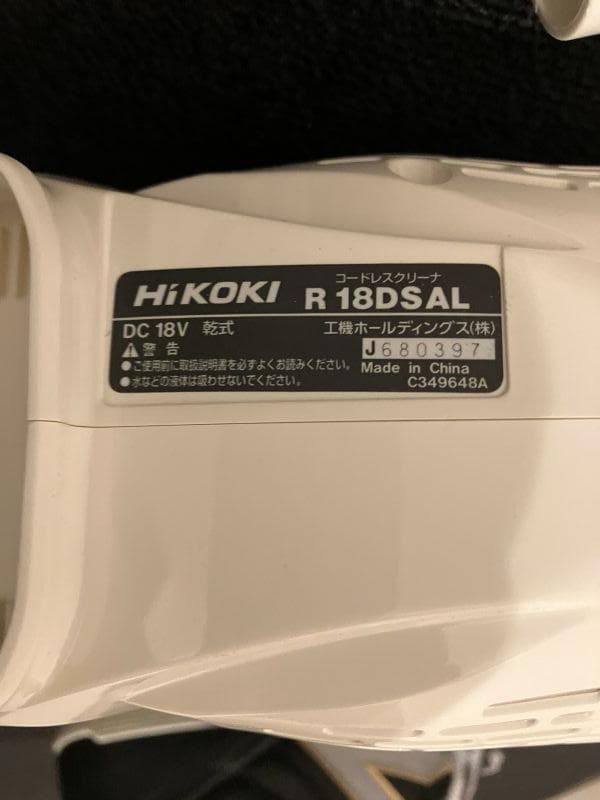 コードレスクリーナ
HiKOKI R 18DSAL
DC 18V 乾式 工機ホールディングス(株)
⚠警告 J680397
●ご使用前に取扱説明書を必ずよくお読みください。 Made in China
●水などの液体は吸わせないでください。 C349648A